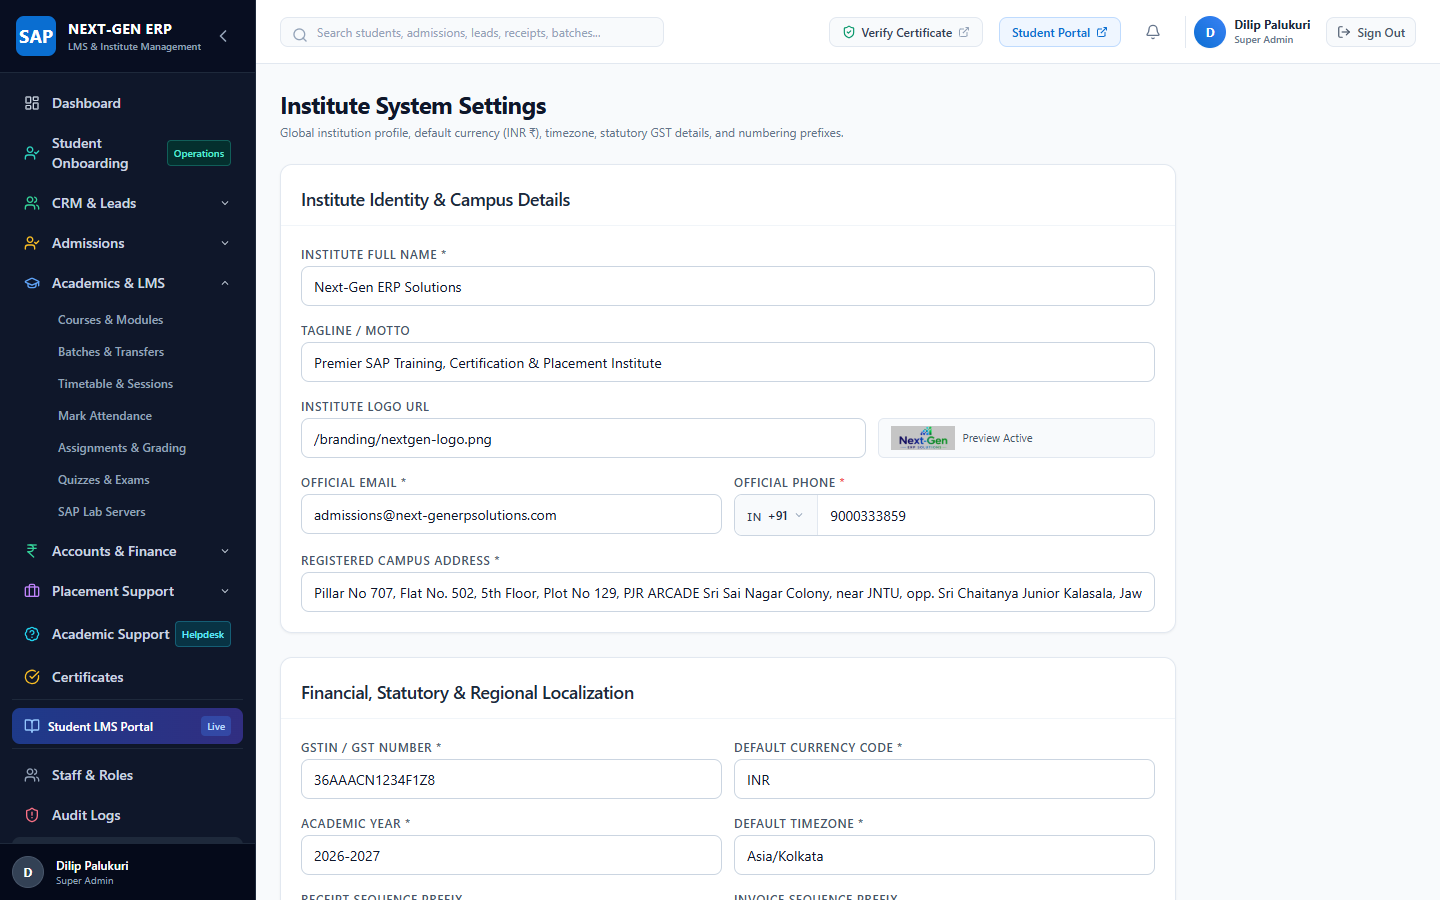 SAP
NEXT-GEN ERP
LMS & Institute Management
Search students, admissions, leads, receipts, batches...
Verify Certificate
Student Portal
D
Dilip Palukuri
Super Admin
Sign Out
Dashboard
Student Onboarding
Operations
CRM & Leads
Admissions
Academics & LMS
Courses & Modules
Batches & Transfers
Timetable & Sessions
Mark Attendance
Assignments & Grading
Quizzes & Exams
SAP Lab Servers
Accounts & Finance
Placement Support
Academic Support
Helpdesk
Certificates
Student LMS Portal
Live
Staff & Roles
Audit Logs
D
Dilip Palukuri
Super Admin
Institute System Settings
Global institution profile, default currency (INR ₹), timezone, statutory GST details, and numbering prefixes.
Institute Identity & Campus Details
INSTITUTE FULL NAME *
Next-Gen ERP Solutions
TAGLINE / MOTTO
Premier SAP Training, Certification & Placement Institute
INSTITUTE LOGO URL
/branding/nextgen-logo.png
Next-Gen
ERP SOLUTIONS
Preview Active
OFFICIAL EMAIL *
admissions@next-generpsolutions.com
OFFICIAL PHONE *
IN +91
9000333859
REGISTERED CAMPUS ADDRESS *
Pillar No 707, Flat No. 502, 5th Floor, Plot No 129, PJR ARCADE Sri Sai Nagar Colony, near JNTU, opp. Sri Chaitanya Junior Kalasala, Jaw
Financial, Statutory & Regional Localization
GSTIN / GST NUMBER *
36AAACN1234F1Z8
DEFAULT CURRENCY CODE *
INR
ACADEMIC YEAR *
2026-2027
DEFAULT TIMEZONE *
Asia/Kolkata
RECEIPT SEQUENCE PREFIX
INVOICE SEQUENCE PREFIX